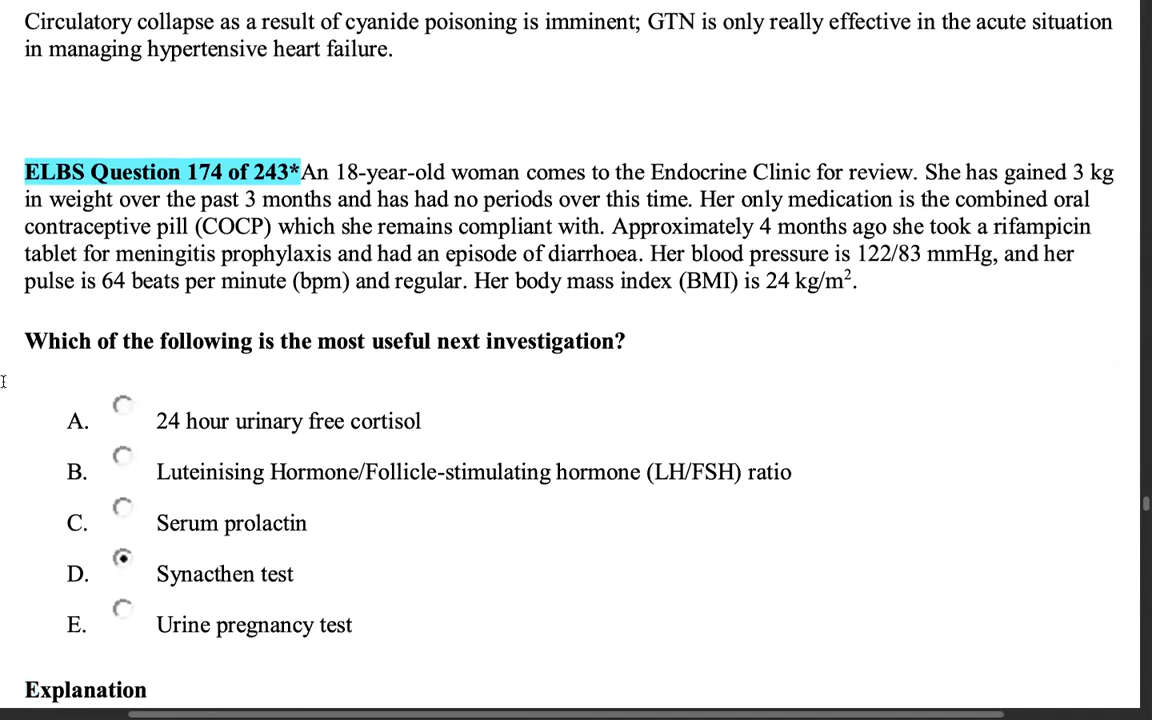 Circulatory collapse as a result of cyanide poisoning is imminent; GTN is only really effective in the acute situation
in managing hypertensive heart failure.
ELBS Question 174 of 243*An 18-year-old woman comes to the Endocrine Clinic for review. She has gained 3 kg
in weight over the past 3 months and has had no periods over this time. Her only medication is the combined oral
contraceptive pill (COCP) which she remains compliant with. Approximately 4 months ago she took a rifampicin
tablet for meningitis prophylaxis and had an episode of diarrhoea. Her blood pressure is 122/83 mmHg, and her
pulse is 64 beats per minute (bpm) and regular. Her body mass index (BMI) is 24 kg/m².
Which of the following is the most useful next investigation?
A. 24 hour urinary free cortisol
B. Luteinising Hormone/Follicle-stimulating hormone (LH/FSH) ratio
C. Serum prolactin
D. Synacthen test
E. Urine pregnancy test
Explanation